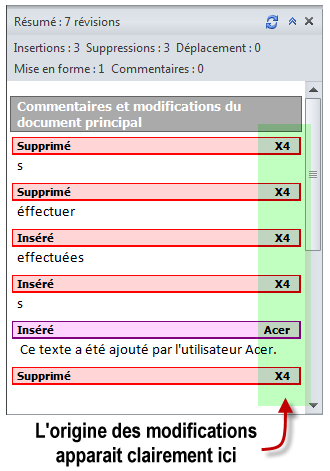 Résumé : 7 révisions
Insertions : 3 Suppressions : 3 Déplacement : 0
Mise en forme : 1 Commentaires : 0
Commentaires et modifications du
document principal
Supprimé X4
s
Supprimé X4
éffectuer
Inséré X4
effectuées
Inséré X4
s
Inséré Acer
Ce texte a été ajouté par l'utilisateur Acer.
Supprimé X4
L'origine des modifications
apparait clairement ici